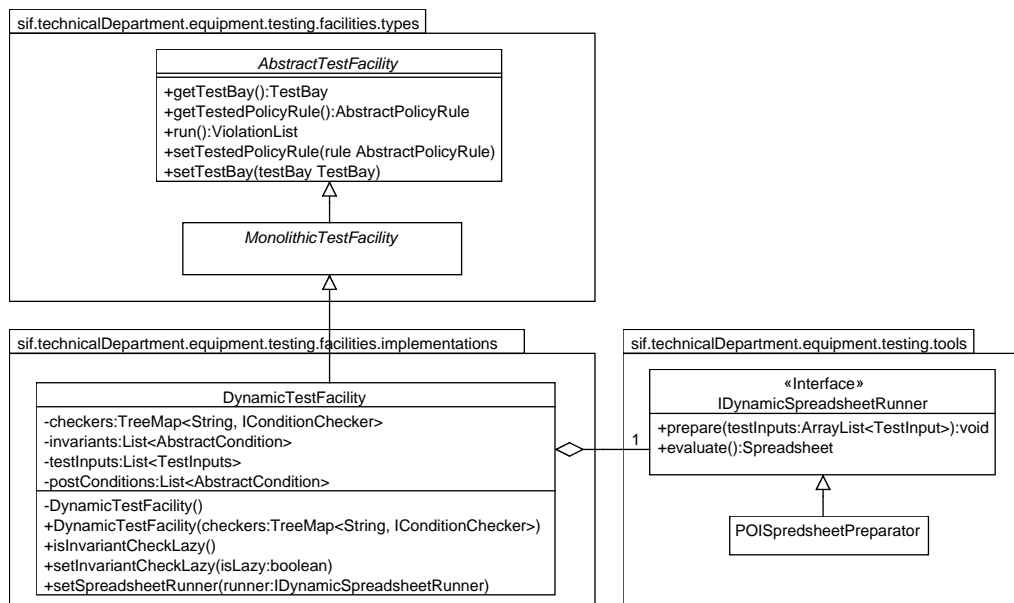 sif.technicalDepartment.equipment.testing.facilities.types
AbstractTestFacility
+getTestBay():TestBay
+getTestedPolicyRule():AbstractPolicyRule
+run():ViolationList
+setTestedPolicyRule(rule AbstractPolicyRule)
+setTestBay(testBay TestBay)
MonolithicTestFacility
sif.technicalDepartment.equipment.testing.facilities.implementations
DynamicTestFacility
-checkers:TreeMap<String, IConditionChecker>
-invariants:List<AbstractCondition>
-testInputs:List<TestInputs>
-postConditions:List<AbstractCondition>
-DynamicTestFacility()
+DynamicTestFacility(checkers:TreeMap<String, IConditionChecker>)
+isInvariantCheckLazy()
+setInvariantCheckLazy(isLazy:boolean)
+setSpreadsheetRunner(runner:IDynamicSpreadsheetRunner)
1
sif.technicalDepartment.equipment.testing.tools
«Interface»
IDynamicSpreadsheetRunner
+prepare(testInputs:ArrayList<TestInput>):void
+evaluate():Spreadsheet
POISpredsheetPreparator